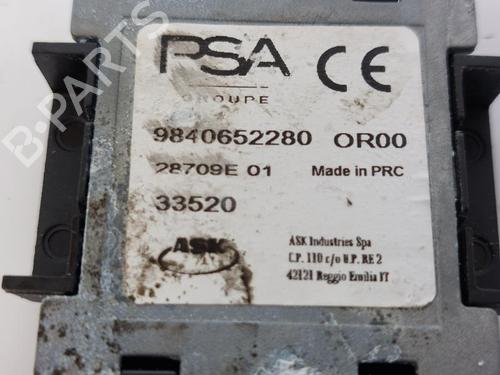 PSA CE
GROUPE
9840652280 OR00
28709E 01 Made in PRC
33520
ASK
ASK Industries Spa
C.P. 110 c/o U.P. RE 2
42121 Reggio Emilia IT
B-PARTS